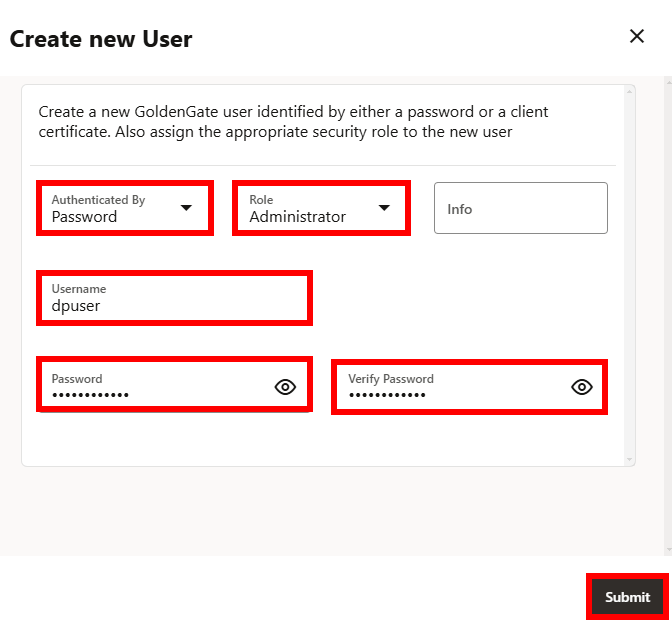 Create new User
Create a new GoldenGate user identified by either a password or a client
certificate. Also assign the appropriate security role to the new user
Authenticated By
Password
Role
Administrator
Info
Username
dpuser
Password
••••••••••••
Verify Password
••••••••••••
Submit